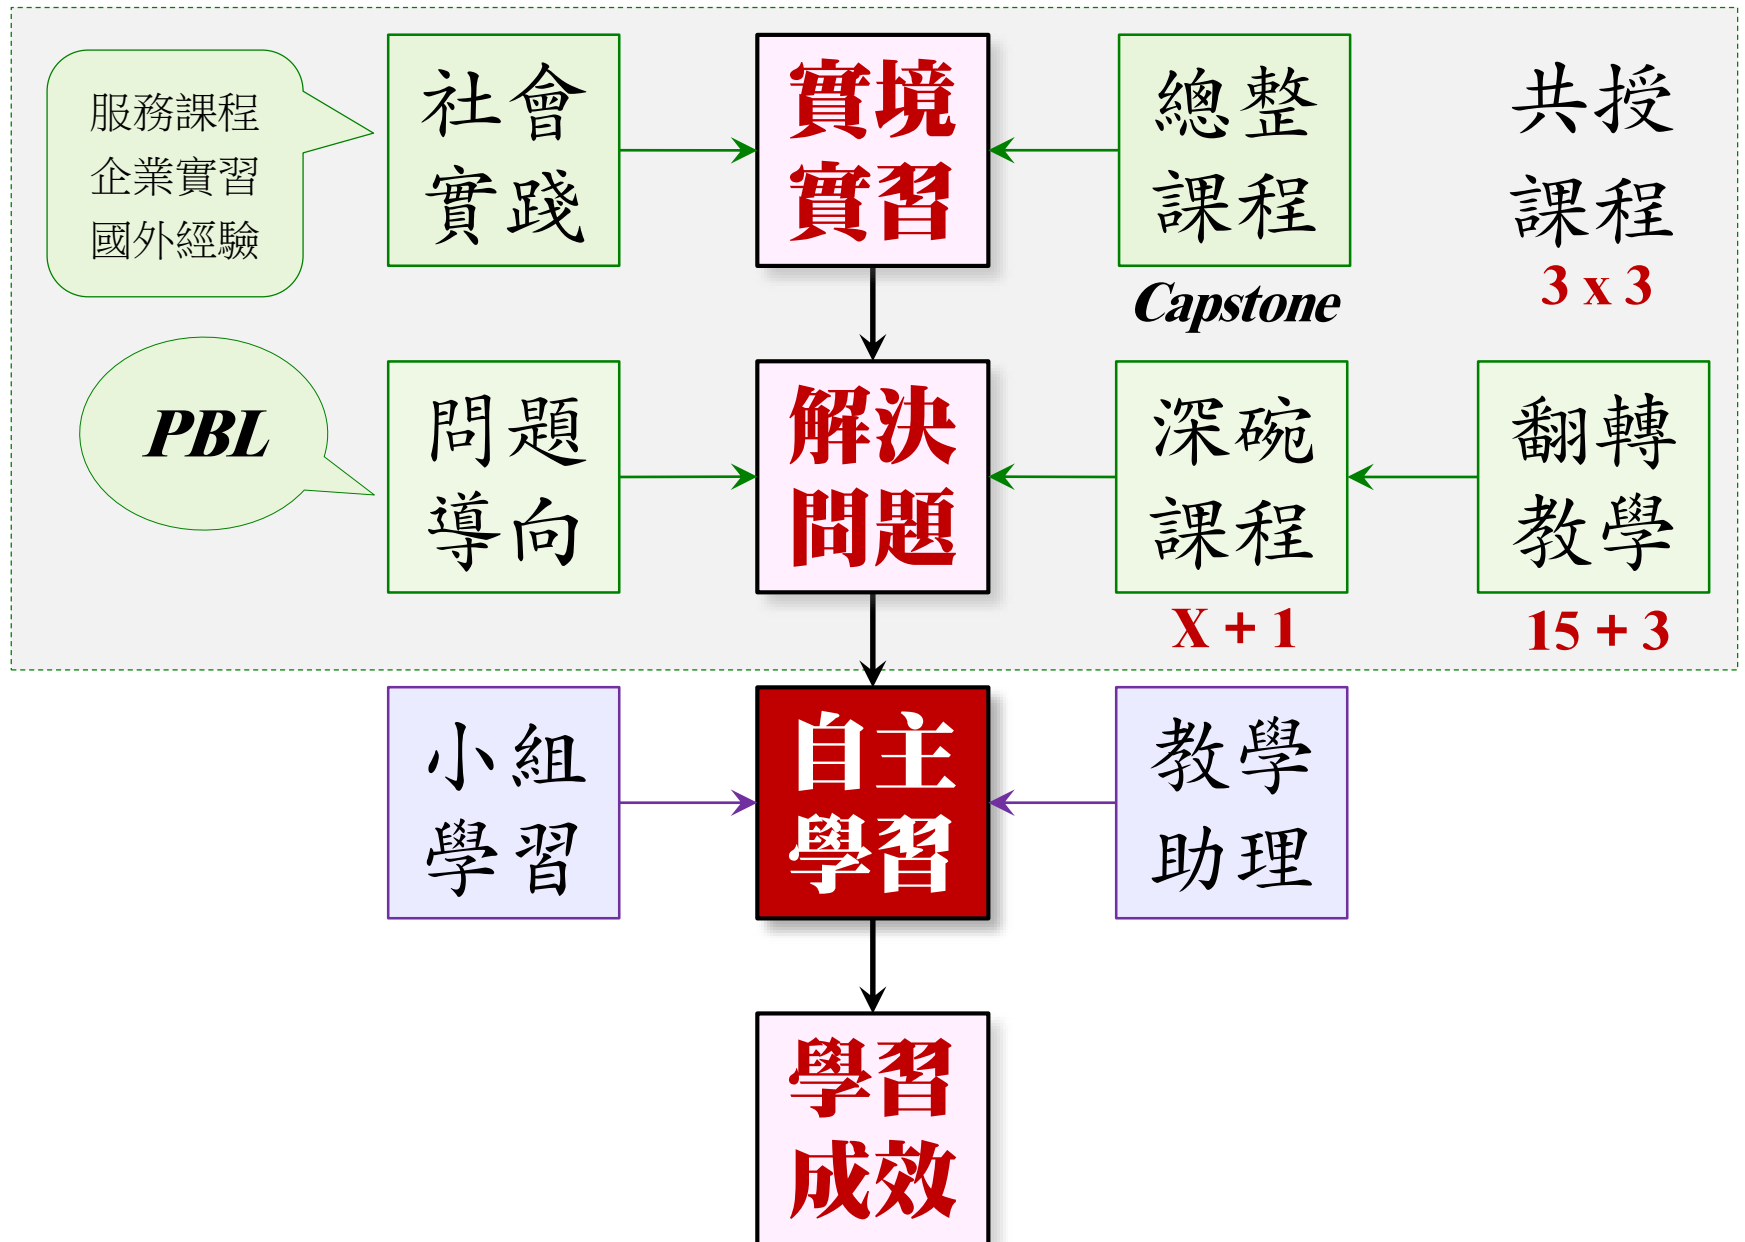 服務課程
企業實習
國外經驗
社會
實踐
實境
實習
總整
課程
Capstone
共授
課程
3 x 3
PBL
問題
導向
解決
問題
深碗
課程
X + 1
翻轉
教學
15 + 3
小組
學習
自主
學習
教學
助理
學習
成效